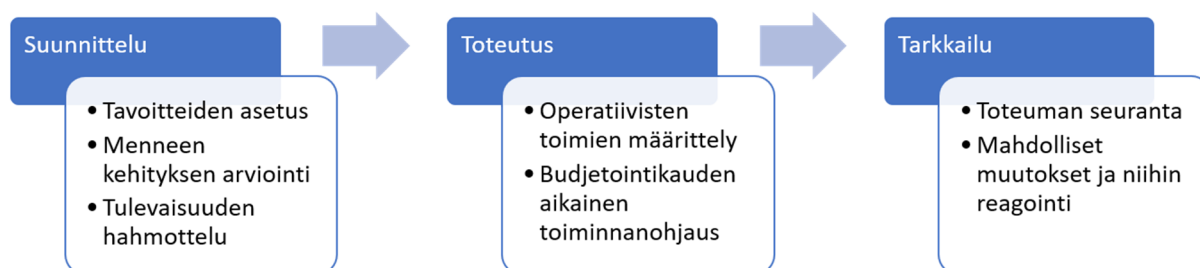 Suunnittelu
• Tavoitteiden asetus
• Menneen
kehityksen arviointi
• Tulevaisuuden
hahmottelu
Toteutus
• Operatiivisten
toimien määrittely
• Budjetointikauden
aikainen
toiminnanohjaus
Tarkkailu
• Toteuman seuranta
• Mahdolliset
muutokset ja niihin
reagointi